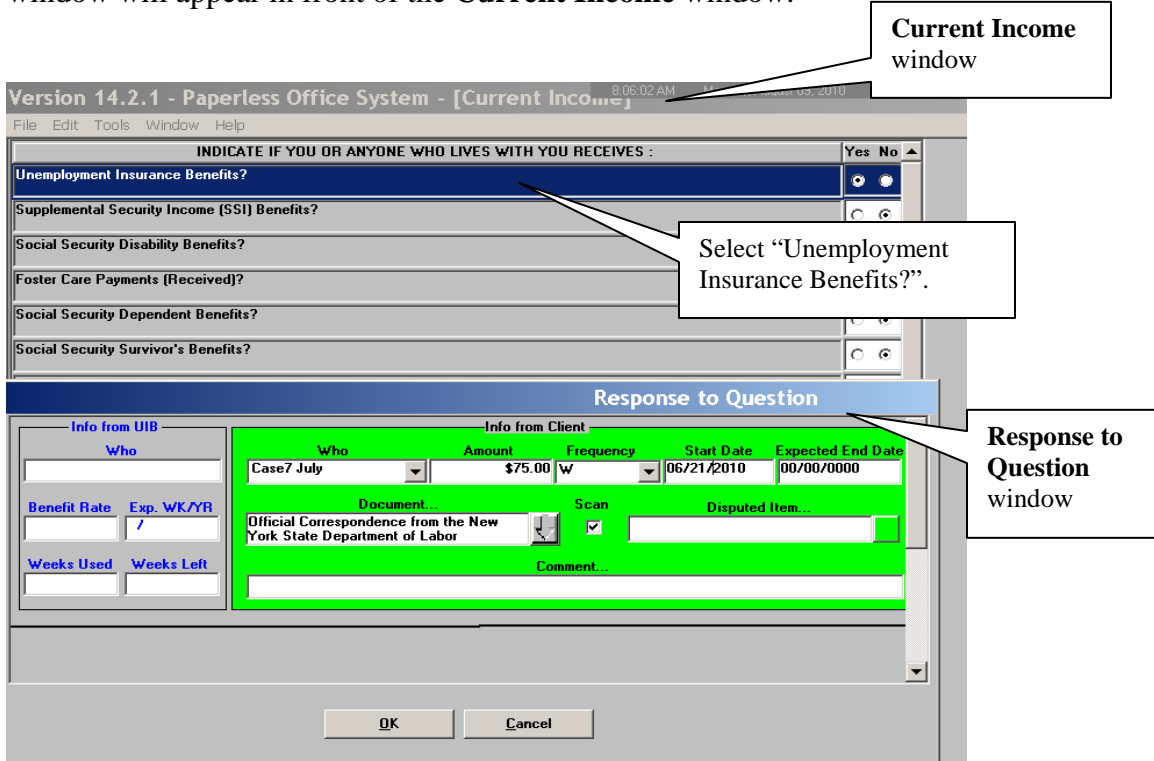 window will appear in front of the Current Income window.
Current Income
window
Version 14.2.1 - Paperless Office System - [Current Income]
8:06:02 AM 2010
File Edit Tools Window Help
INDICATE IF YOU OR ANYONE WHO LIVES WITH YOU RECEIVES : Yes No
Unemployment Insurance Benefits?
Supplemental Security Income (SSI) Benefits?
Social Security Disability Benefits?
Select “Unemployment
Insurance Benefits?”.
Foster Care Payments (Received)?
Social Security Dependent Benefits?
Social Security Survivor's Benefits?
Response to Question
Response to
Question
window
Info from UIB
Who
Benefit Rate Exp. WK/YR
/
Weeks Used Weeks Left
Info from Client
Who Amount Frequency Start Date Expected End Date
Case7 July $75.00 W 06/21/2010 00/00/0000
Document... Scan Disputed Item...
Official Correspondence from the New
York State Department of Labor
Comment...
OK Cancel